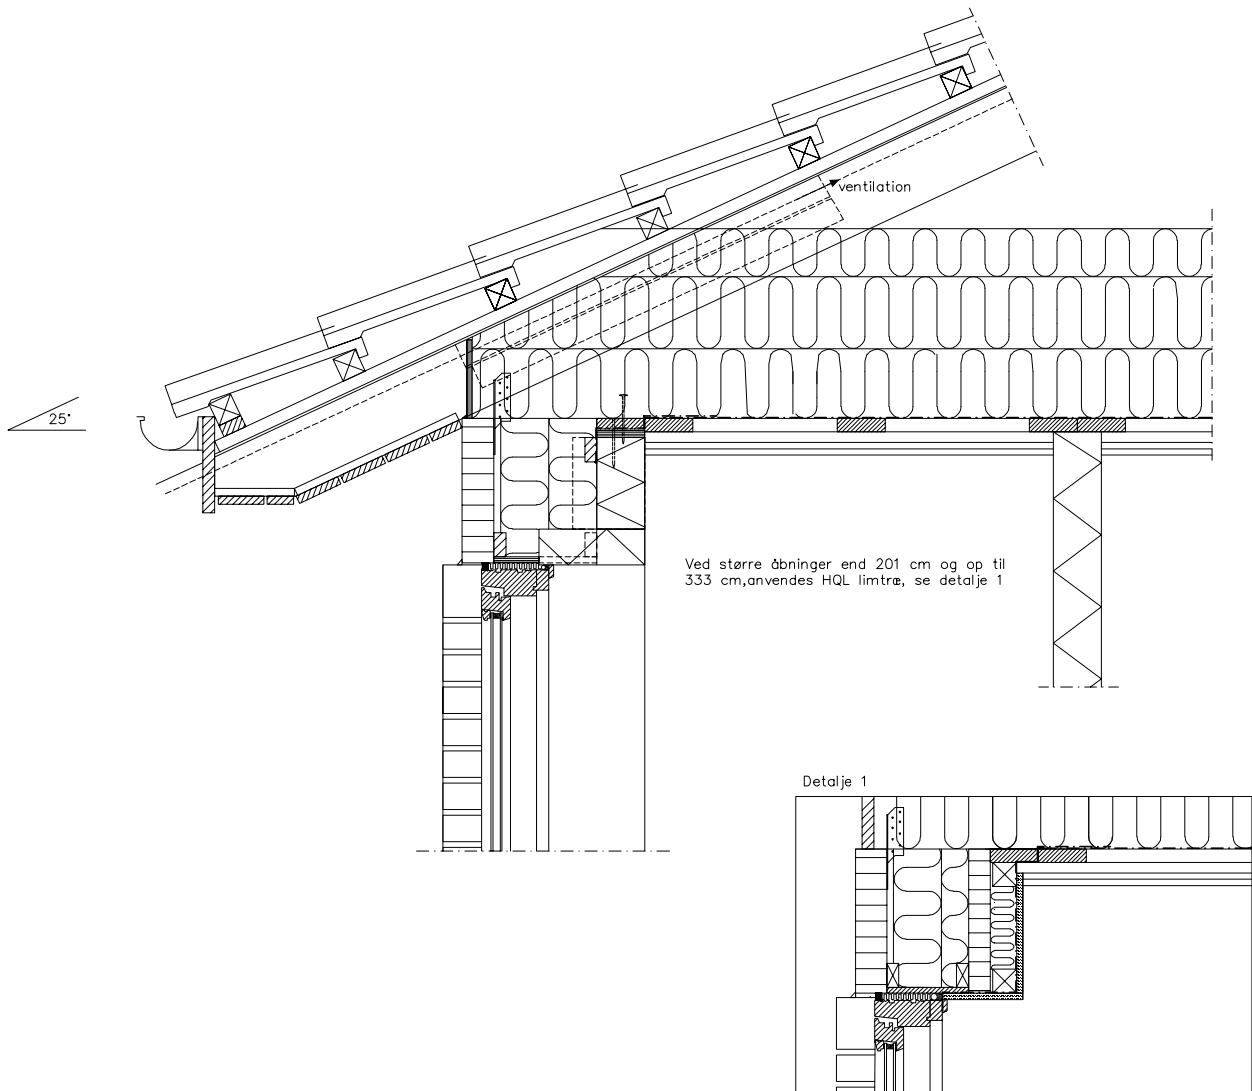 ventilation
25°
Ved større åbninger end 201 cm og op til
333 cm,anvendes HQL limtræ, se detalje 1
Detalje 1